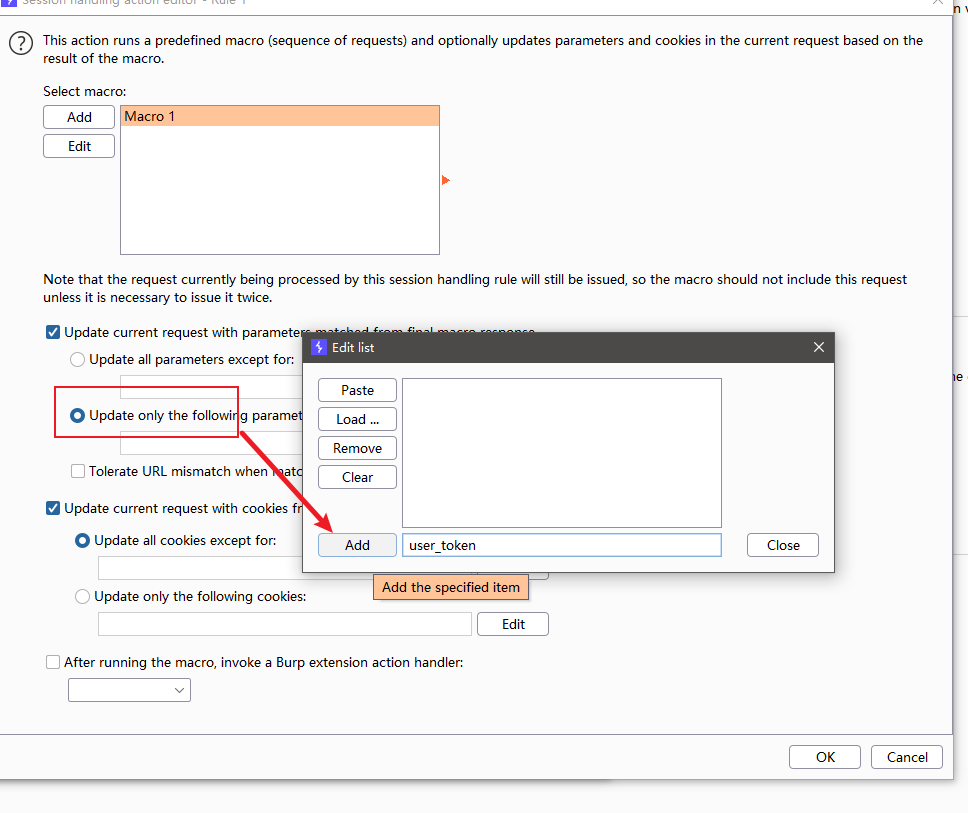 Session handling action editor - Rule 1
This action runs a predefined macro (sequence of requests) and optionally updates parameters and cookies in the current request based on the
result of the macro.
Select macro:
Add
Macro 1
Edit
Note that the request currently being processed by this session handling rule will still be issued, so the macro should not include this request
unless it is necessary to issue it twice.
Update current request with parameters matched from final macro response
Edit list
Update all parameters except for:
Paste
Load ...
Update only the following paramet
Remove
Tolerate URL mismatch when matc
Clear
Update current request with cookies fr
Update all cookies except for:
Add
user_token
Close
Add the specified item
Update only the following cookies:
Edit
After running the macro, invoke a Burp extension action handler:
OK
Cancel